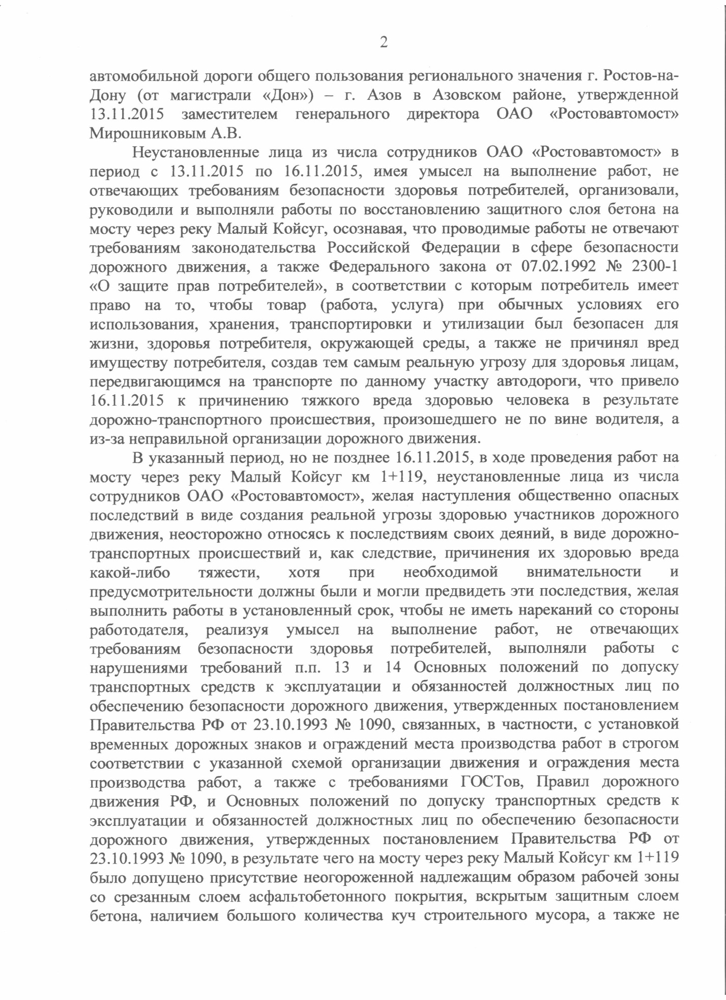 2
автомобильной дороги общего пользования регионального значения г. Ростов-на-
Дону (от магистрали «Дон») – г. Азов в Азовском районе, утвержденной
13.11.2015 заместителем генерального директора ОАО «Ростовавтомост»
Мирошниковым А.В.
Неустановленные лица из числа сотрудников ОАО «Ростовавтомост» в
период с 13.11.2015 по 16.11.2015, имея умысел на выполнение работ, не
отвечающих требованиям безопасности здоровья потребителей, организовали,
руководили и выполняли работы по восстановлению защитного слоя бетона на
мосту через реку Малый Койсуг, осознавая, что проводимые работы не отвечают
требованиям законодательства Российской Федерации в сфере безопасности
дорожного движения, а также Федерального закона от 07.02.1992 № 2300-1
«О защите прав потребителей», в соответствии с которым потребитель имеет
право на то, чтобы товар (работа, услуга) при обычных условиях его
использования, хранения, транспортировки и утилизации был безопасен для
жизни, здоровья потребителя, окружающей среды, а также не причинял вред
имуществу потребителя, создав тем самым реальную угрозу для здоровья лицам,
передвигающимся на транспорте по данному участку автодороги, что привело
16.11.2015 к причинению тяжкого вреда здоровью человека в результате
дорожно-транспортного происшествия, произошедшего не по вине водителя, а
из-за неправильной организации дорожного движения.
В указанный период, но не позднее 16.11.2015, в ходе проведения работ на
мосту через реку Малый Койсуг км 1+119, неустановленные лица из числа
сотрудников ОАО «Ростовавтомост», желая наступления общественно опасных
последствий в виде создания реальной угрозы здоровью участников дорожного
движения, неосторожно относясь к последствиям своих деяний, в виде дорожно-
транспортных происшествий и, как следствие, причинения их здоровью вреда
какой-либо тяжести, хотя при необходимой внимательности и
предусмотрительности должны были и могли предвидеть эти последствия, желая
выполнить работы в установленный срок, чтобы не иметь нареканий со стороны
работодателя, реализуя умысел на выполнение работ, не отвечающих
требованиям безопасности здоровья потребителей, выполняли работы с
нарушениями требований п.п. 13 и 14 Основных положений по допуску
транспортных средств к эксплуатации и обязанностей должностных лиц по
обеспечению безопасности дорожного движения, утвержденных постановлением
Правительства РФ от 23.10.1993 № 1090, связанных, в частности, с установкой
временных дорожных знаков и ограждений места производства работ в строгом
соответствии с указанной схемой организации движения и ограждения места
производства работ, а также с требованиями ГОСТов, Правил дорожного
движения РФ, и Основных положений по допуску транспортных средств к
эксплуатации и обязанностей должностных лиц по обеспечению безопасности
дорожного движения, утвержденных постановлением Правительства РФ от
23.10.1993 № 1090, в результате чего на мосту через реку Малый Койсуг км 1+119
было допущено присутствие неогороженной надлежащим образом рабочей зоны
со срезанным слоем асфальтобетонного покрытия, вскрытым защитным слоем
бетона, наличием большого количества куч строительного мусора, а также не